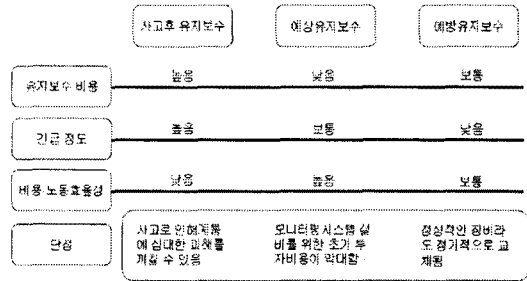 사고후 유지보수 예상유지보수 예방유지보수
유지보수 비용 높음 낮음 보통
긴급 정도 높음 보통 낮음
비용·노동효율성 낮음 높음 보통
단점
사고로 인해계통
에 심대한 피해를
끼칠 수 있음
모니터링시스템 설
비를 위한 초기 투
자비용이 막대함
정상적인 장비라
도 정기적으로 교
체됨